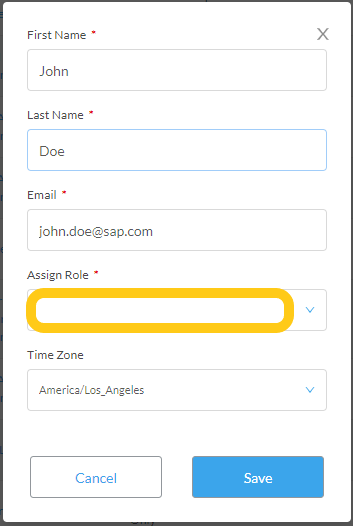 First Name *
X
John
Last Name *
Doe
Email *
john.doe@sap.com
Assign Role *
Time Zone
America/Los_Angeles
Cancel
Save